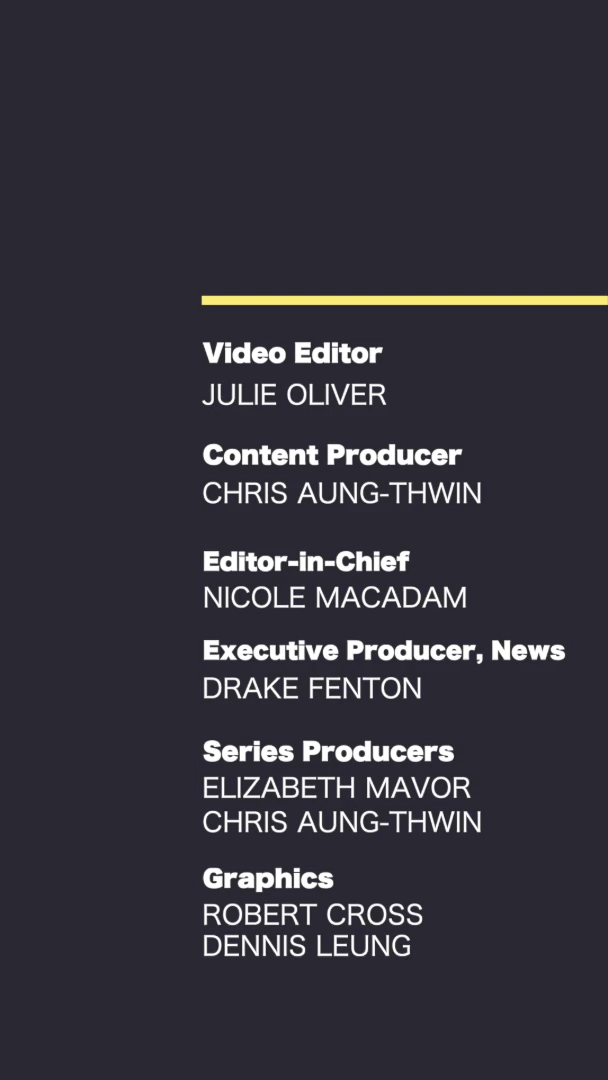 Video Editor
JULIE OLIVER
Content Producer
CHRIS AUNG-THWIN
Editor-in-Chief
NICOLE MACADAM
Executive Producer, News
DRAKE FENTON
Series Producers
ELIZABETH MAVOR
CHRIS AUNG-THWIN
Graphics
ROBERT CROSS
DENNIS LEUNG